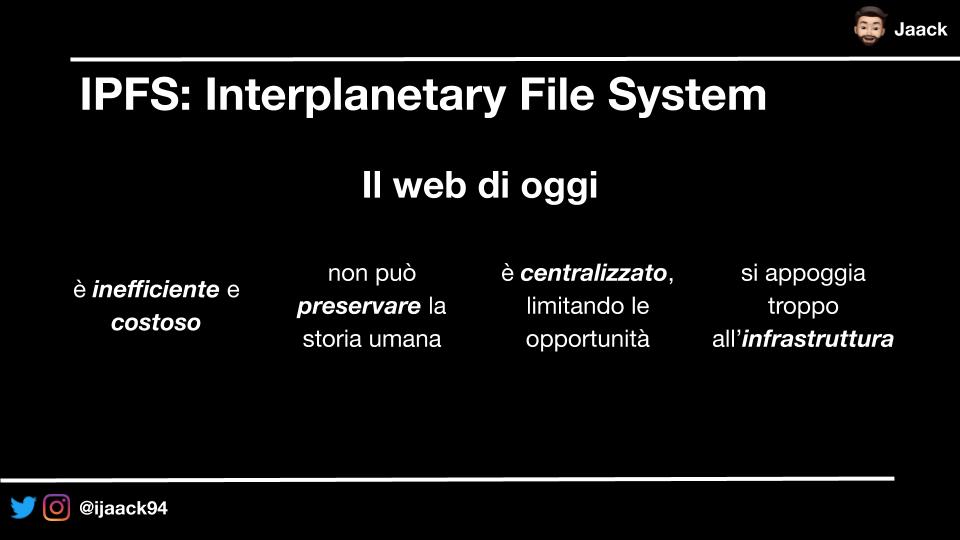 Jaack
IPFS: Interplanetary File System
Il web di oggi
è inefficiente e
costoso
non può
preservare la
storia umana
è centralizzato,
limitando le
opportunità
si appoggia
troppo
all’infrastruttura
@ijaack94